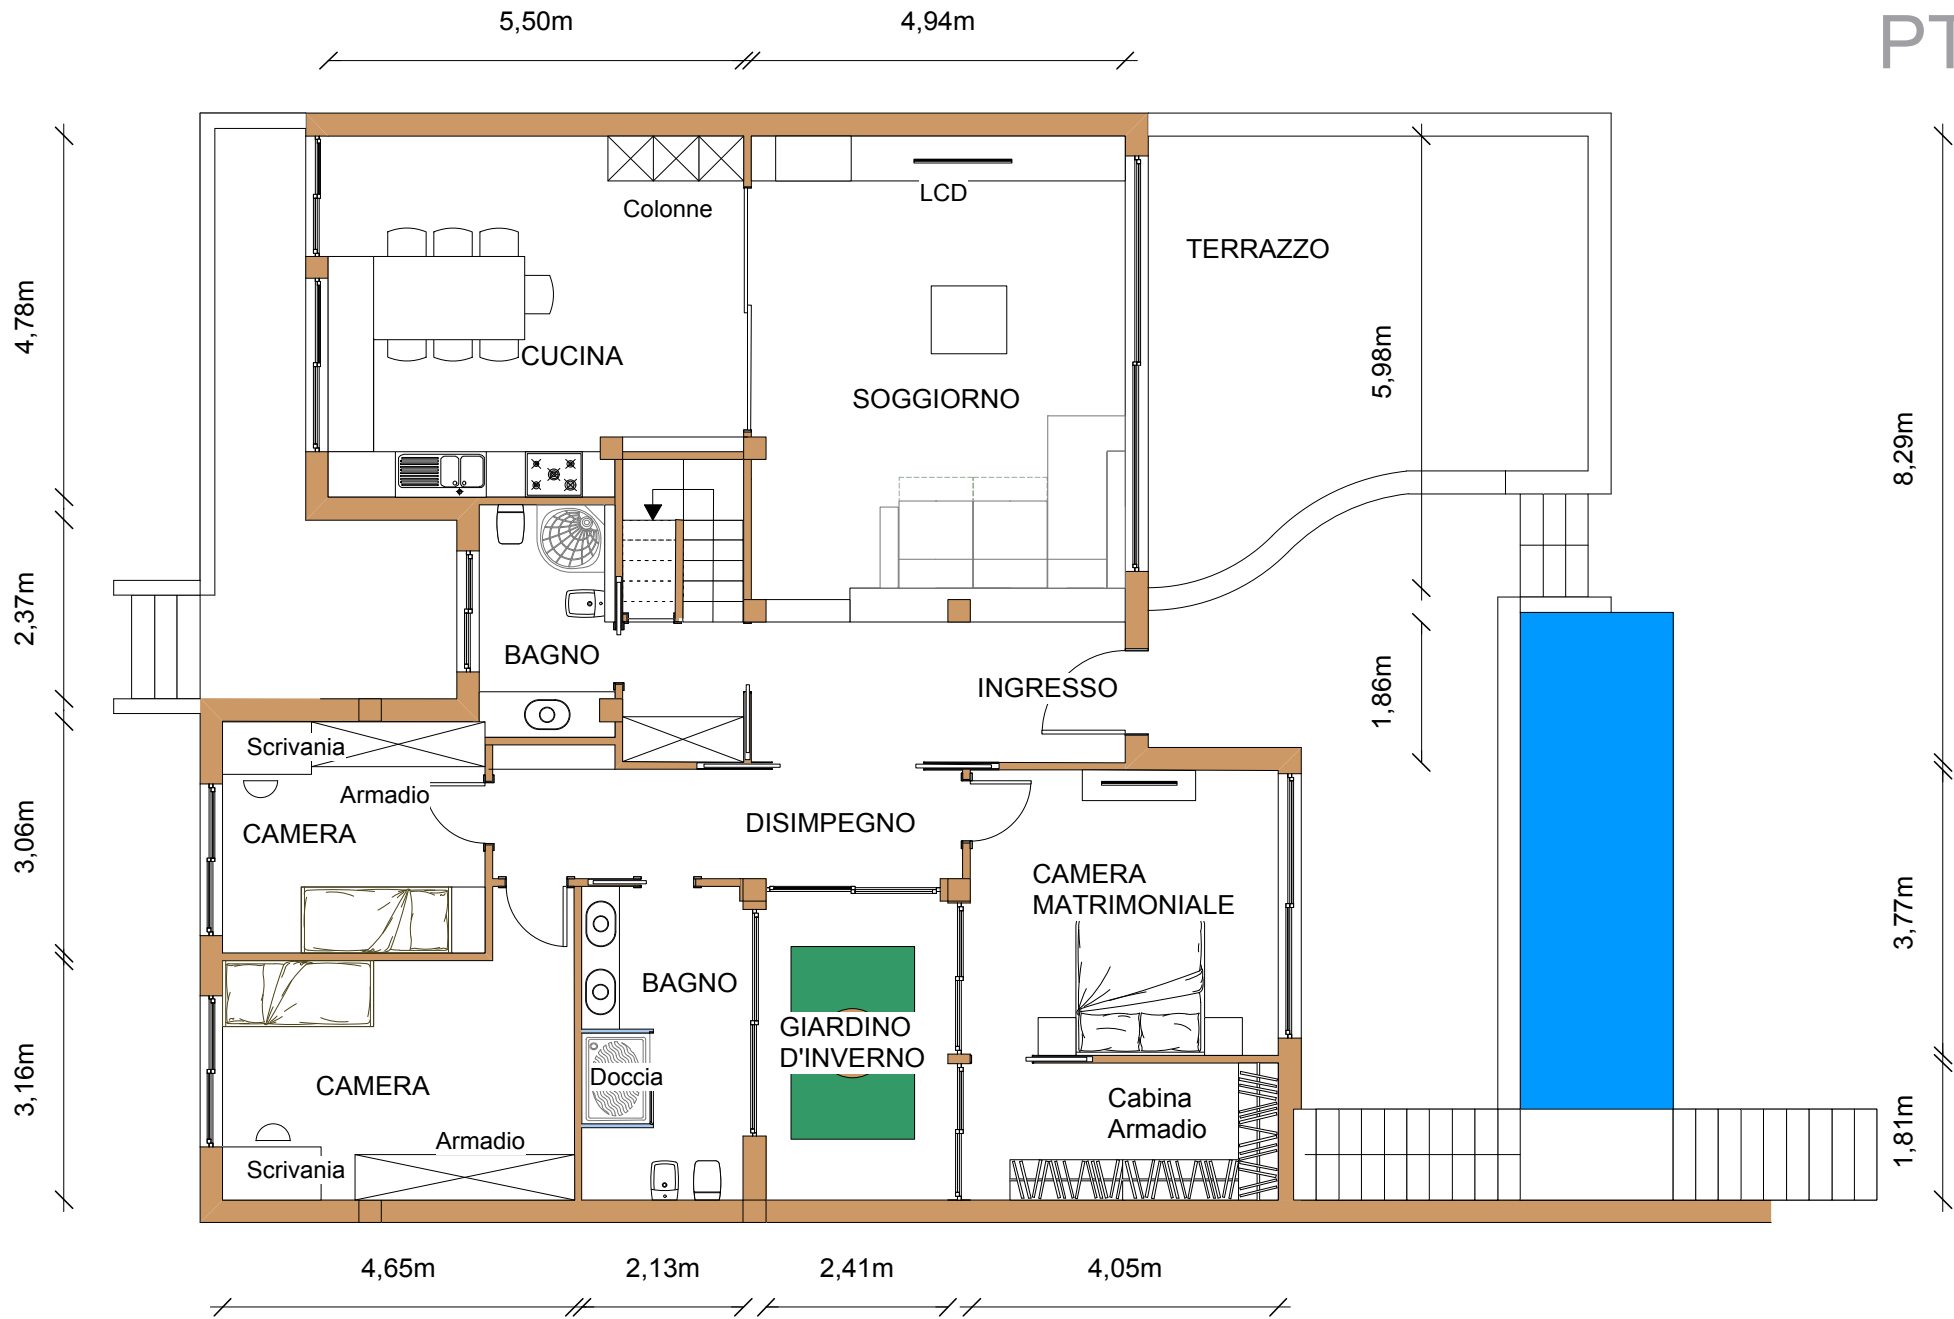 5,50m
4,94m
PT
Colonne
LCD
TERRAZZO
4,78m
CUCINA
SOGGIORNO
5,98m
8,29m
2,37m
BAGNO
INGRESSO
1,86m
Scrivania
Armadio
CAMERA
DISIMPEGNO
3,06m
CAMERA
MATRIMONIALE
3,77m
BAGNO
GIARDINO
D'INVERNO
3,16m
CAMERA
Doccia
Cabina
Armadio
1,81m
Armadio
Scrivania
4,65m
2,13m
2,41m
4,05m